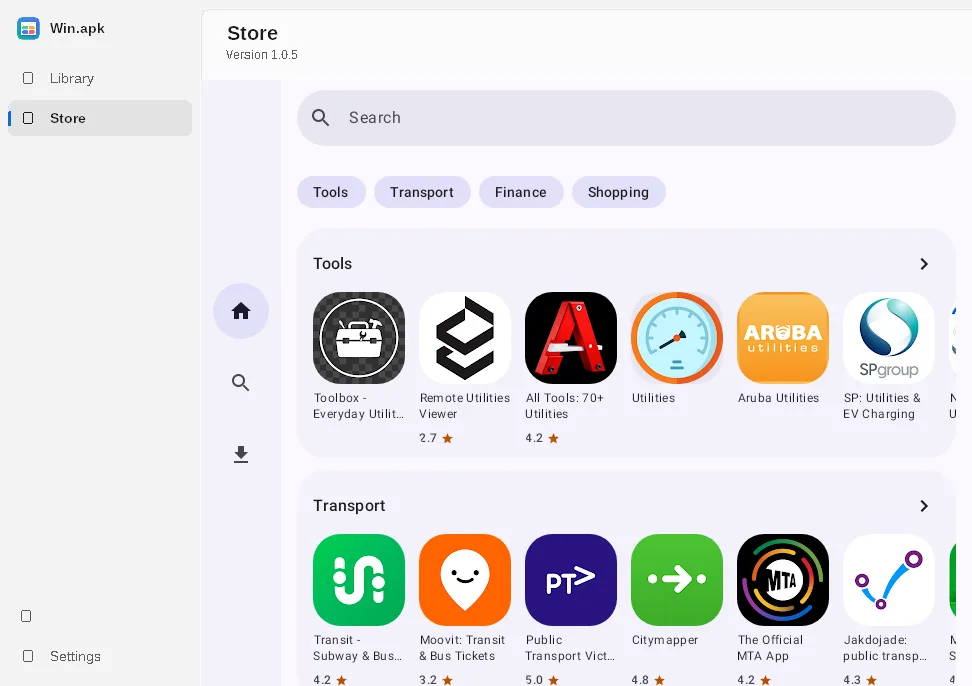 Win.apk
Library
Store
Settings
Store
Version 1.0.5
Search
Tools
Transport
Finance
Shopping
Tools
ARUBA
utilities
SPgroup
Toolbox -
Everyday Utilit...
Remote Utilities
Viewer
2.7
All Tools: 70+
Utilities
4.2
Utilities
Aruba Utilities
SP: Utilities &
EV Charging
Transport
PT>
MTA
Transit -
Subway & Bus...
4.2
Moovit: Transit
& Bus Tickets
3.2
Public
Transport Vict...
5.0
Citymapper
4.8
The Official
MTA App
4.2
Jakdojade:
public transp...
4.3